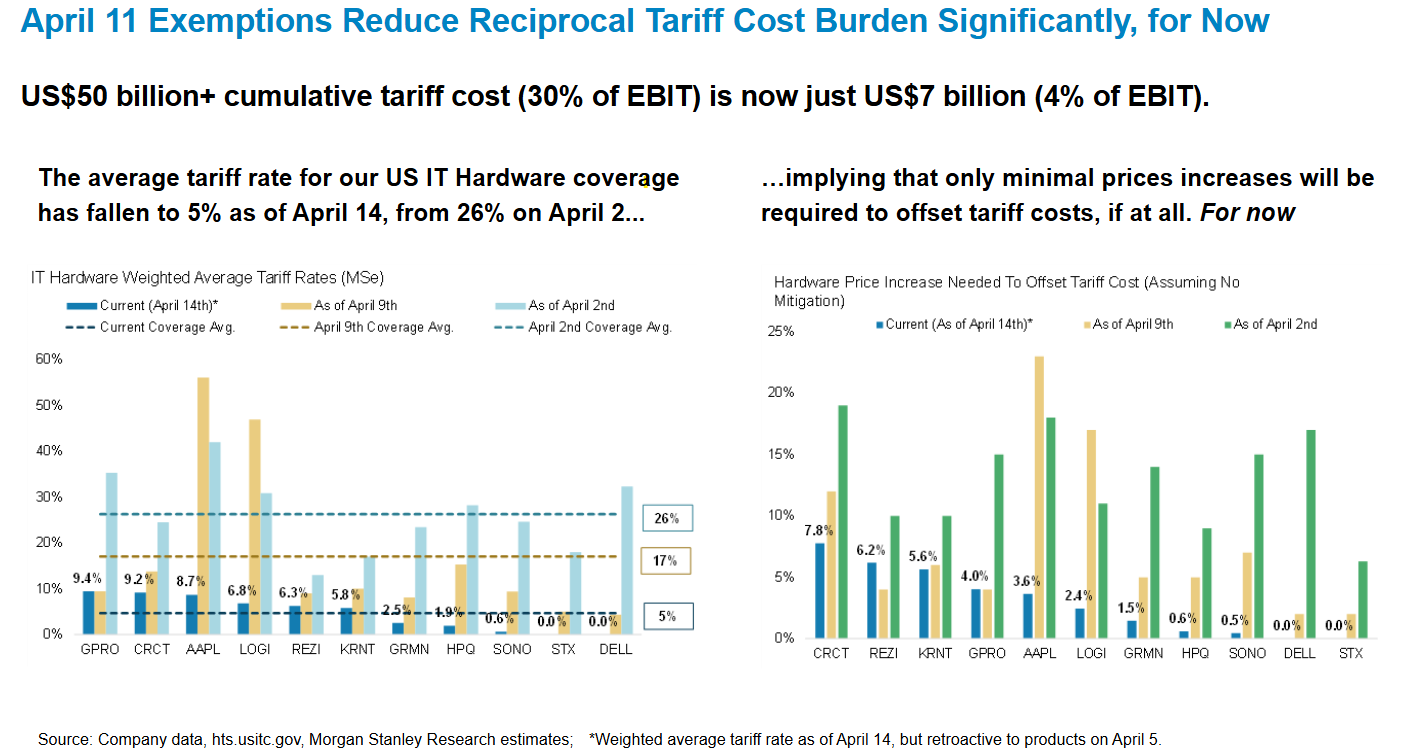 April 11 Exemptions Reduce Reciprocal Tariff Cost Burden Significantly, for Now
US$50 billion+ cumulative tariff cost (30% of EBIT) is now just US$7 billion (4% of EBIT).
The average tariff rate for our US IT Hardware coverage
has fallen to 5% as of April 14, from 26% on April 2...
IT Hardware Weighted Average Tariff Rates (MSe)
Current (April 14th)* As of April 9th As of April 2nd
Current Coverage Avg. April 9th Coverage Avg. April 2nd Coverage Avg.
60%
50%
40%
30%
20%
10%
0%
26%
17%
5%
9.4% 9.2% 8.7% 6.8% 6.3% 5.8% 2.5% 1.9% 0.6% 0.0% 0.0%
GPRO CRCT AAPL LOGI REZI KRNT GRMN HPQ SONO STX DELL
…implying that only minimal prices increases will be
required to offset tariff costs, if at all. For now
Hardware Price Increase Needed To Offset Tariff Cost (Assuming No
Mitigation)
Current (As of April 14th)* As of April 9th As of April 2nd
25%
20%
15%
10%
5%
0%
7.8% 6.2% 5.6% 4.0% 3.6% 2.4% 1.5% 0.6% 0.5% 0.0% 0.0%
CRCT REZI KRNT GPRO AAPL LOGI GRMN HPQ SONO DELL STX
Source: Company data, hts.usitc.gov, Morgan Stanley Research estimates; *Weighted average tariff rate as of April 14, but retroactive to products on April 5.